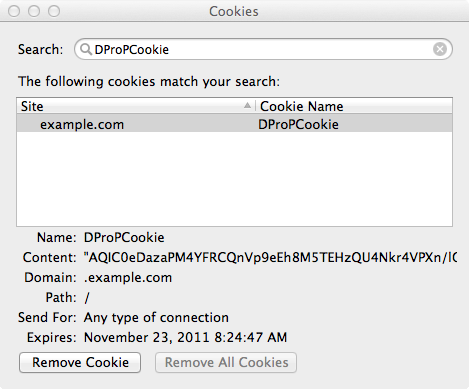 Cookies
Search: DProPCookie
The following cookies match your search:
Site Cookie Name
example.com DProPCookie
Name: DProPCookie
Content: "AQIC0eDazaPM4YFRCQnVp9eEh8M5TEHzQU4Nkr4VPXn/lC
Domain: .example.com
Path: /
Send For: Any type of connection
Expires: November 23, 2011 8:24:47 AM
Remove Cookie Remove All Cookies